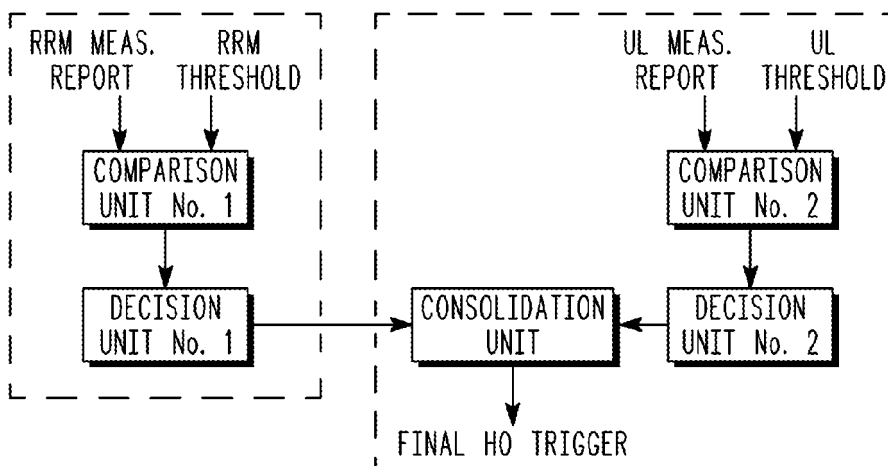 RRM MEAS.
REPORT
RRM
THRESHOLD
UL MEAS.
REPORT
UL
THRESHOLD
COMPARISON
UNIT No. 1
COMPARISON
UNIT No. 2
DECISION
UNIT No. 1
CONSOLIDATION
UNIT
DECISION
UNIT No. 2
FINAL HO TRIGGER